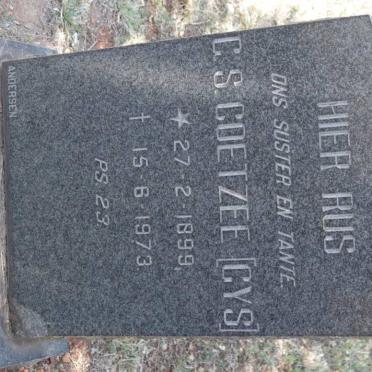 HIER RUS
ONS SUSTER EN TANTE.
C.S COETZEE [CYS]
★ 27-2-1899,
† 15-6-1973
PS. 23.
ANDERSEN.